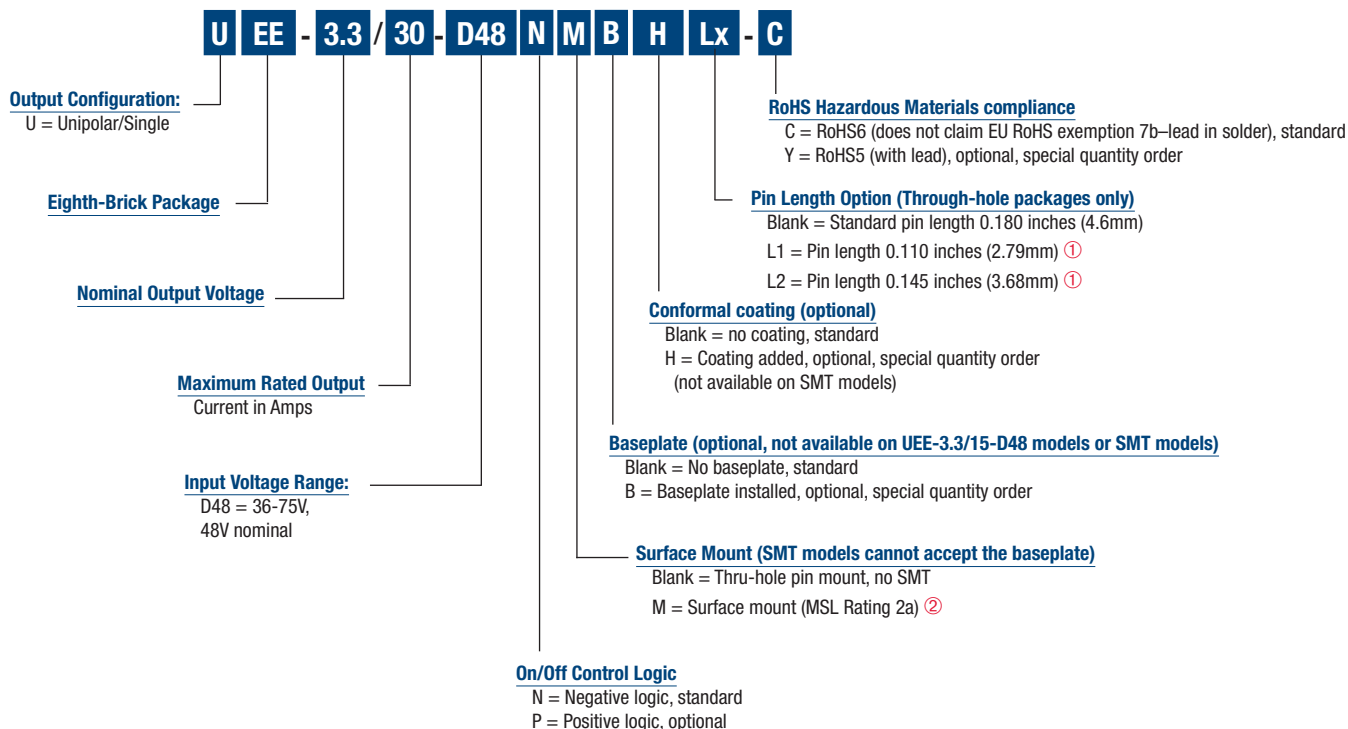 U EE - 3.3 / 30 - D48 N M B H Lx - C
Output Configuration:
U = Unipolar/Single
Eighth-Brick Package
Nominal Output Voltage
Maximum Rated Output
Current in Amps
Input Voltage Range:
D48 = 36-75V,
48V nominal
RoHS Hazardous Materials compliance
C = RoHS6 (does not claim EU RoHS exemption 7b–lead in solder), standard
Y = RoHS5 (with lead), optional, special quantity order
Pin Length Option (Through-hole packages only)
Blank = Standard pin length 0.180 inches (4.6mm)
L1 = Pin length 0.110 inches (2.79mm) ①
L2 = Pin length 0.145 inches (3.68mm) ①
Conformal coating (optional)
Blank = no coating, standard
H = Coating added, optional, special quantity order
(not available on SMT models)
Baseplate (optional, not available on UEE-3.3/15-D48 models or SMT models)
Blank = No baseplate, standard
B = Baseplate installed, optional, special quantity order
Surface Mount (SMT models cannot accept the baseplate)
Blank = Thru-hole pin mount, no SMT
M = Surface mount (MSL Rating 2a) ②
On/Off Control Logic
N = Negative logic, standard
P = Positive logic, optional